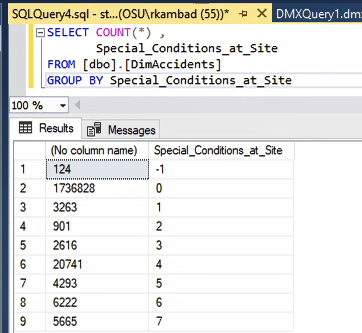 SQLQuery4.sql - st...(OSU\rkambad (55))* DMXQuery1.dm
SELECT COUNT(*) ,
Special_Conditions_at_Site
FROM [dbo].[DimAccidents]
GROUP BY Special_Conditions_at_Site
100 %
Results Messages
(No column name) Special_Conditions_at_Site
1 124 -1
2 1736828 0
3 3263 1
4 901 2
5 2616 3
6 20741 4
7 4293 5
8 6222 6
9 5665 7